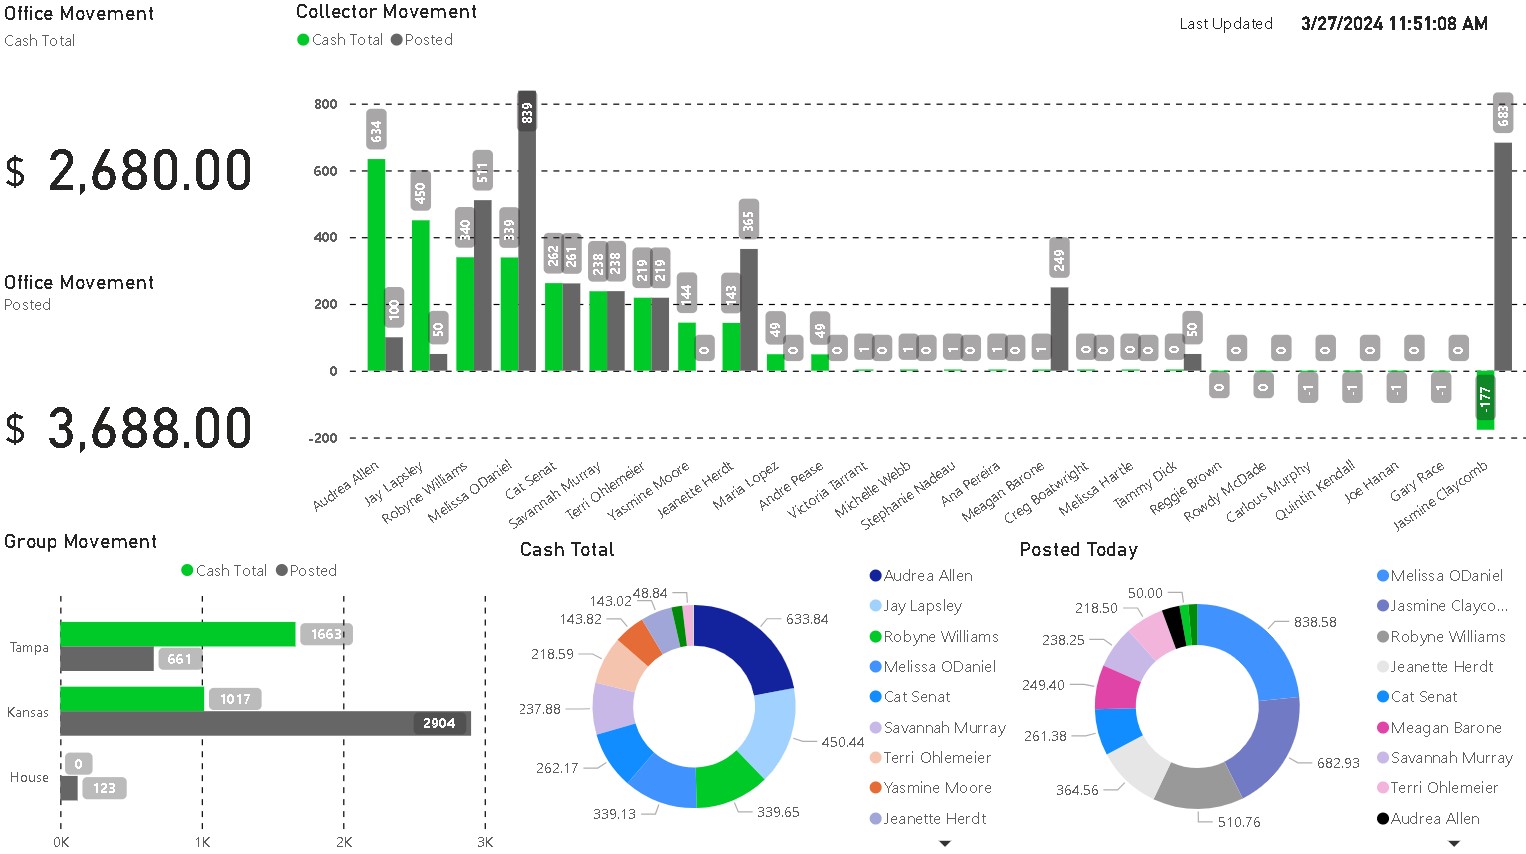 Office Movement
Cash Total
$ 2,680.00
Office Movement
Posted
$ 3,688.00
Collector Movement
Cash Total Posted
Last Updated 3/27/2024 11:51:08 AM
800
600
400
200
0
-200
634
100
450
50
340
511
339
839
262
261
238
238
219
219
144
0
143
365
49
0
49
0
1
0
1
0
1
0
1
0
1
249
0
0
0
0
0
50
0
0
0
0
-1
0
-1
0
-1
0
-1
0
-177
683
Audrea Allen
Jay Lapsley
Robyne Williams
Melissa ODaniel
Cat Senat
Savannah Murray
Terri Ohlemeier
Yasmine Moore
Jeanette Herdt
Maria Lopez
Andre Pease
Victoria Tarrant
Michelle Webb
Stephanie Nadeau
Ana Pereira
Meagan Barone
Creg Boatwright
Melissa Hartle
Tammy Dick
Reggie Brown
Rowdy McDade
Carlous Murphy
Quintin Kendall
Joe Hanan
Gary Race
Jasmine Claycomb
Group Movement
Cash Total Posted
Tampa
1663
661
Kansas
1017
2904
House
0
123
0K 1K 2K 3K
Cash Total
633.84
450.44
339.65
339.13
262.17
237.88
218.59
143.82
143.02
48.84
Audrea Allen
Jay Lapsley
Robyne Williams
Melissa ODaniel
Cat Senat
Savannah Murray
Terri Ohlemeier
Yasmine Moore
Jeanette Herdt
Posted Today
838.58
682.93
510.76
364.56
261.38
249.40
238.25
218.50
50.00
Melissa ODaniel
Jasmine Clayco...
Robyne Williams
Jeanette Herdt
Cat Senat
Meagan Barone
Savannah Murray
Terri Ohlemeier
Audrea Allen